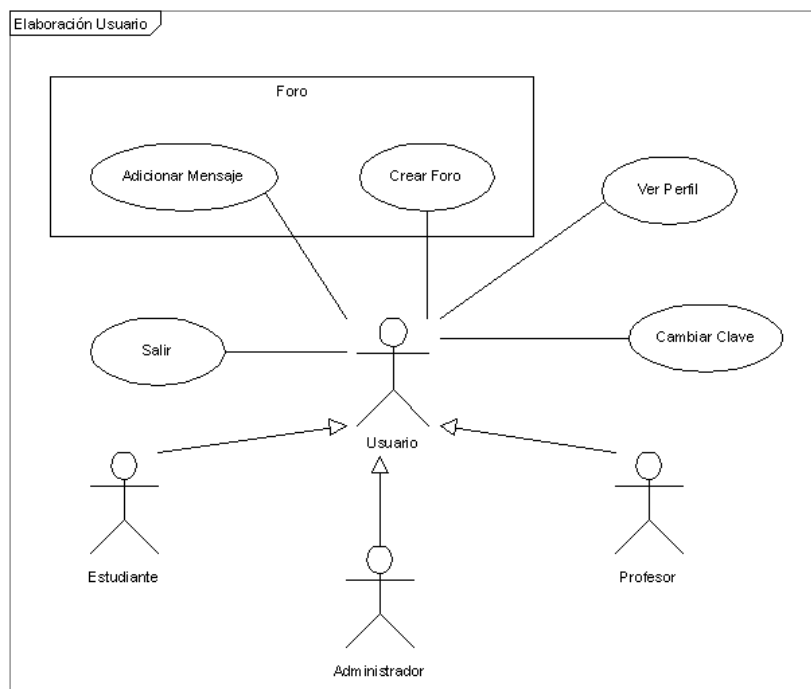 Elaboración Usuario
Foro
Adicionar Mensaje
Crear Foro
Ver Perfil
Salir
Cambiar Clave
Usuario
Estudiante
Profesor
Administrador